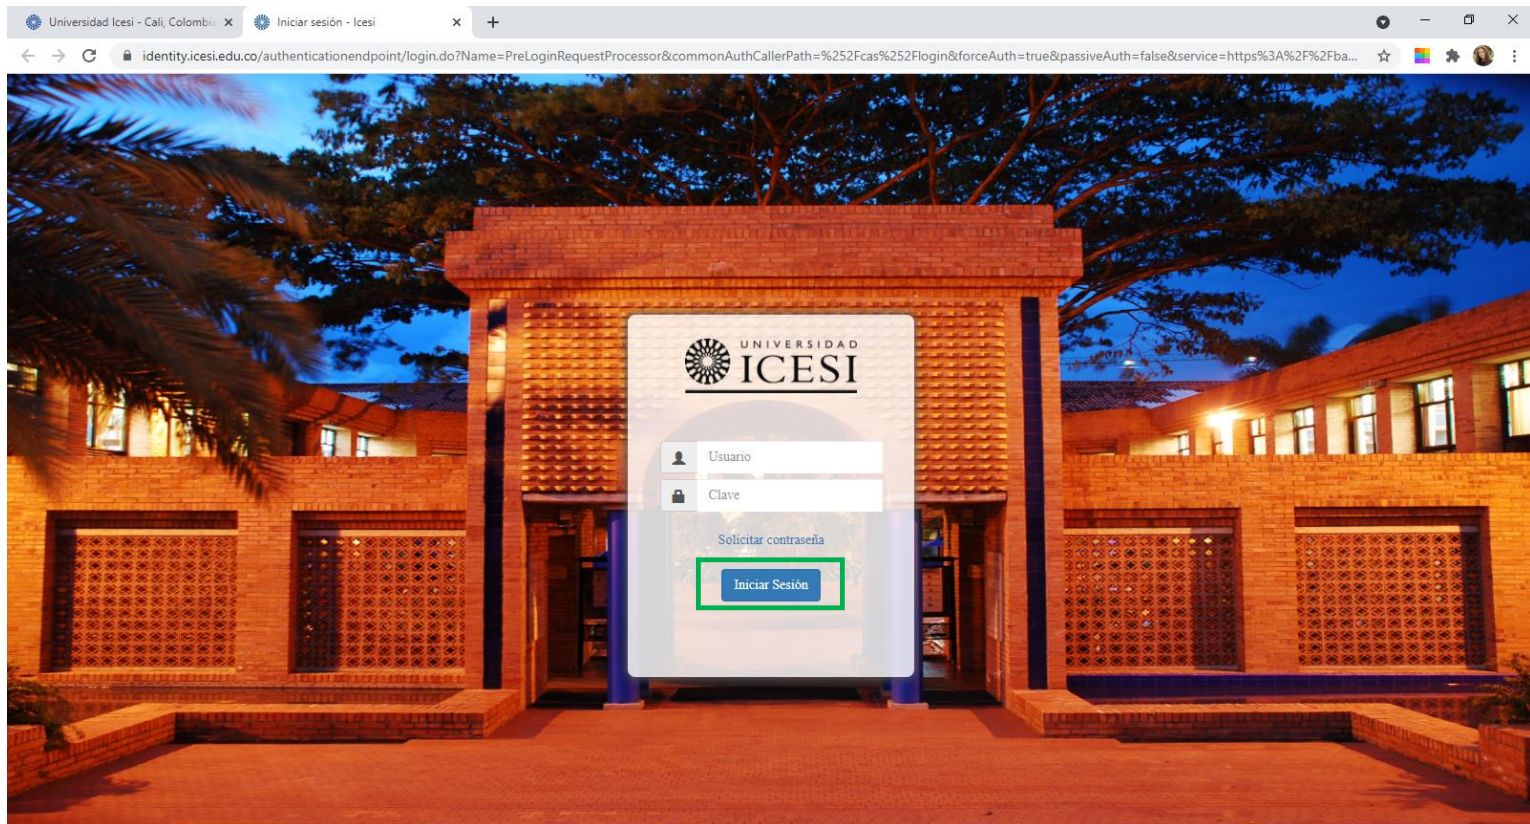 Universidad Icesi - Cali, Colombi
Iniciar sesión - Icesi
identity.icesi.edu.co/authenticationendpoint/login.do?Name=PreLoginRequestProcessor&commonAuthCallerPath=%252Fcas%252Flogin&forceAuth=true&passiveAuth=false&service=https%3A%2F%2Fba...
UNIVERSIDAD
ICESI
Usuario
Clave
Solicitar contraseña
Iniciar Sesión